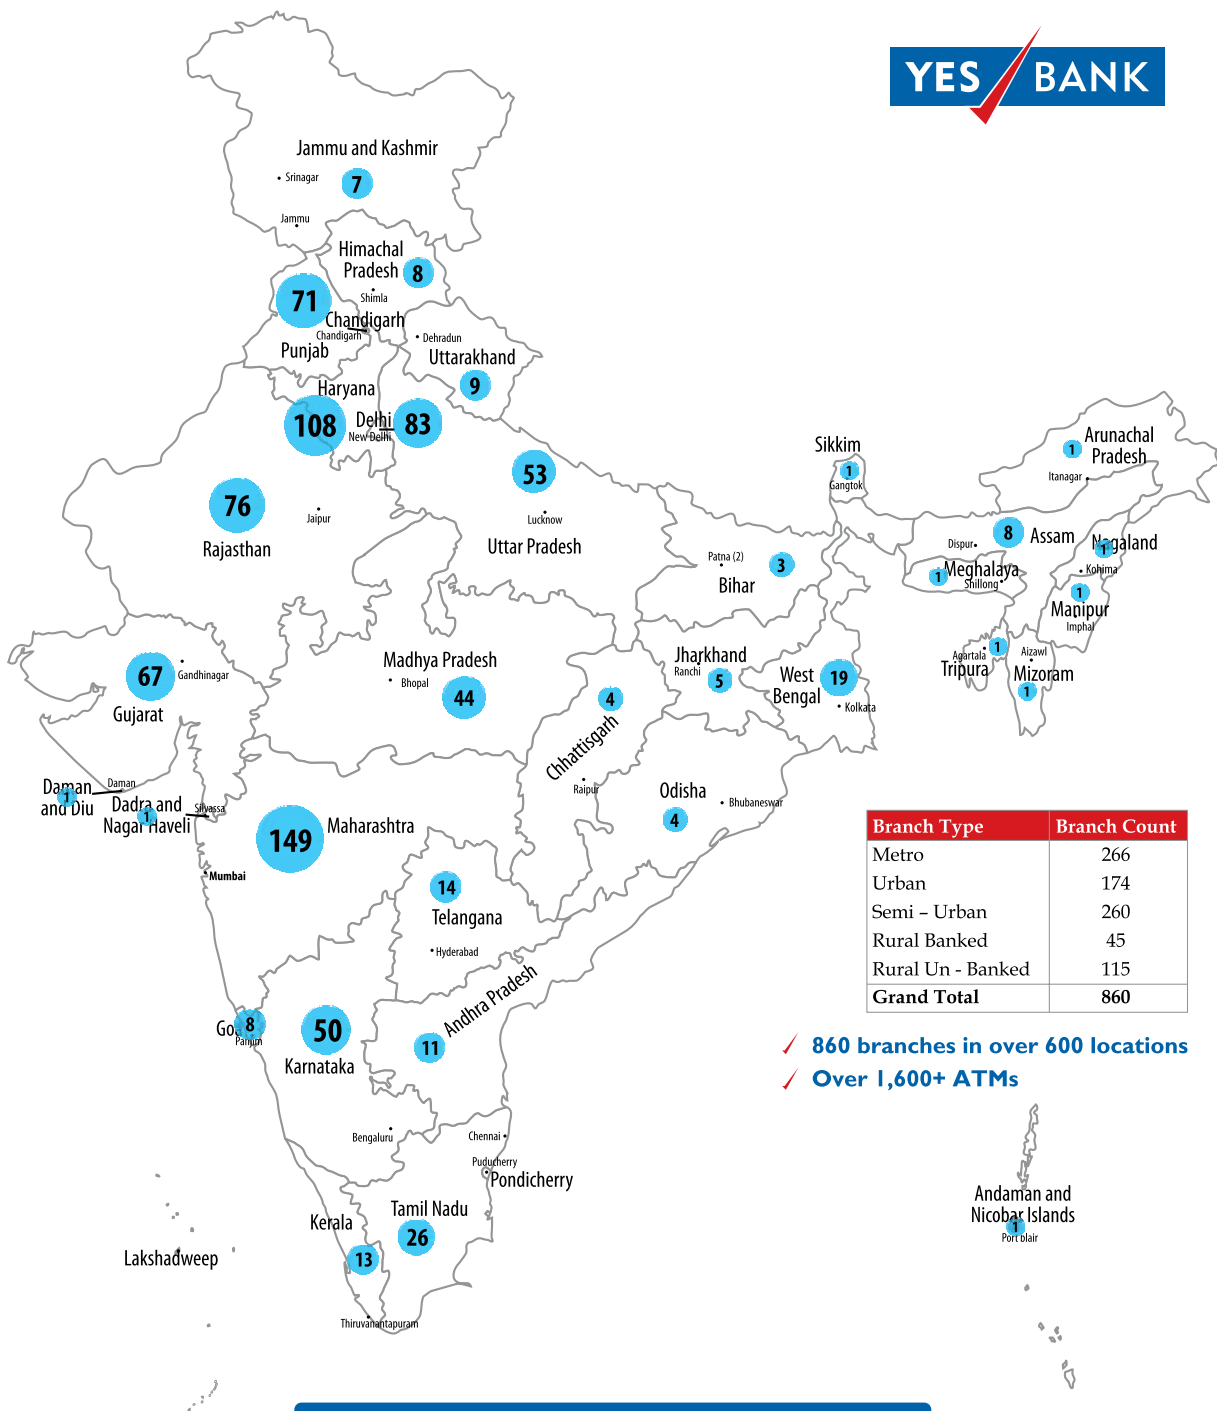 YES BANK
Jammu and Kashmir
Srinagar
7
Jammu
Himachal
Pradesh
8
Shimla
71
Chandigarh
Chandigarh
Punjab
Dehradun
Uttarakhand
9
Haryana
108
Delhi
New Delhi
83
76
Jaipur
Rajasthan
53
Lucknow
Uttar Pradesh
Sikkim
1
Gangtok
1
Arunachal
Pradesh
Itanagar
8
Assam
Dispur
Nagaland
1
Kohima
1
Meghalaya
Shillong
1
Manipur
Imphal
Patna (2)
3
Bihar
1
Agartala
Tripura
Aizawl
Mizoram
1
67
Gandhinagar
Gujarat
Madhya Pradesh
Bhopal
44
Jharkhand
Ranchi
5
West
Bengal
19
Kolkata
4
Chhattisgarh
Raipur
Odisha
Bhubaneswar
4
Daman
and Diu
1
Daman
Dadra and
Nagar Haveli
1
Silvassa
149
Maharashtra
Mumbai
14
Telangana
Hyderabad
Andhra Pradesh
11
Goa
8
Panjim
50
Karnataka
Bengaluru
Chennai
Puducherry
Pondicherry
Tamil Nadu
26
Kerala
13
Thiruvanantapuram
Lakshadweep
Branch Type Branch Count
Metro 266
Urban 174
Semi – Urban 260
Rural Banked 45
Rural Un - Banked 115
Grand Total 860
860 branches in over 600 locations
Over 1,600+ ATMs
Andaman and
Nicobar Islands
1
Port blair